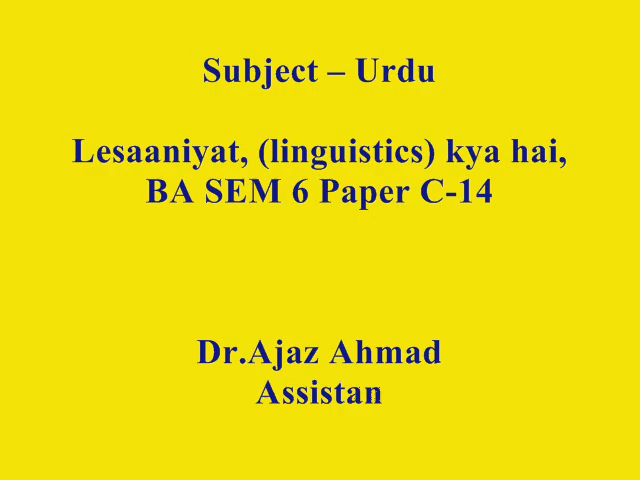 Subject – Urdu
Lesaaniyat, (linguistics) kya hai,
BA SEM 6 Paper C-14
Dr.Ajaz Ahmad
Assistan